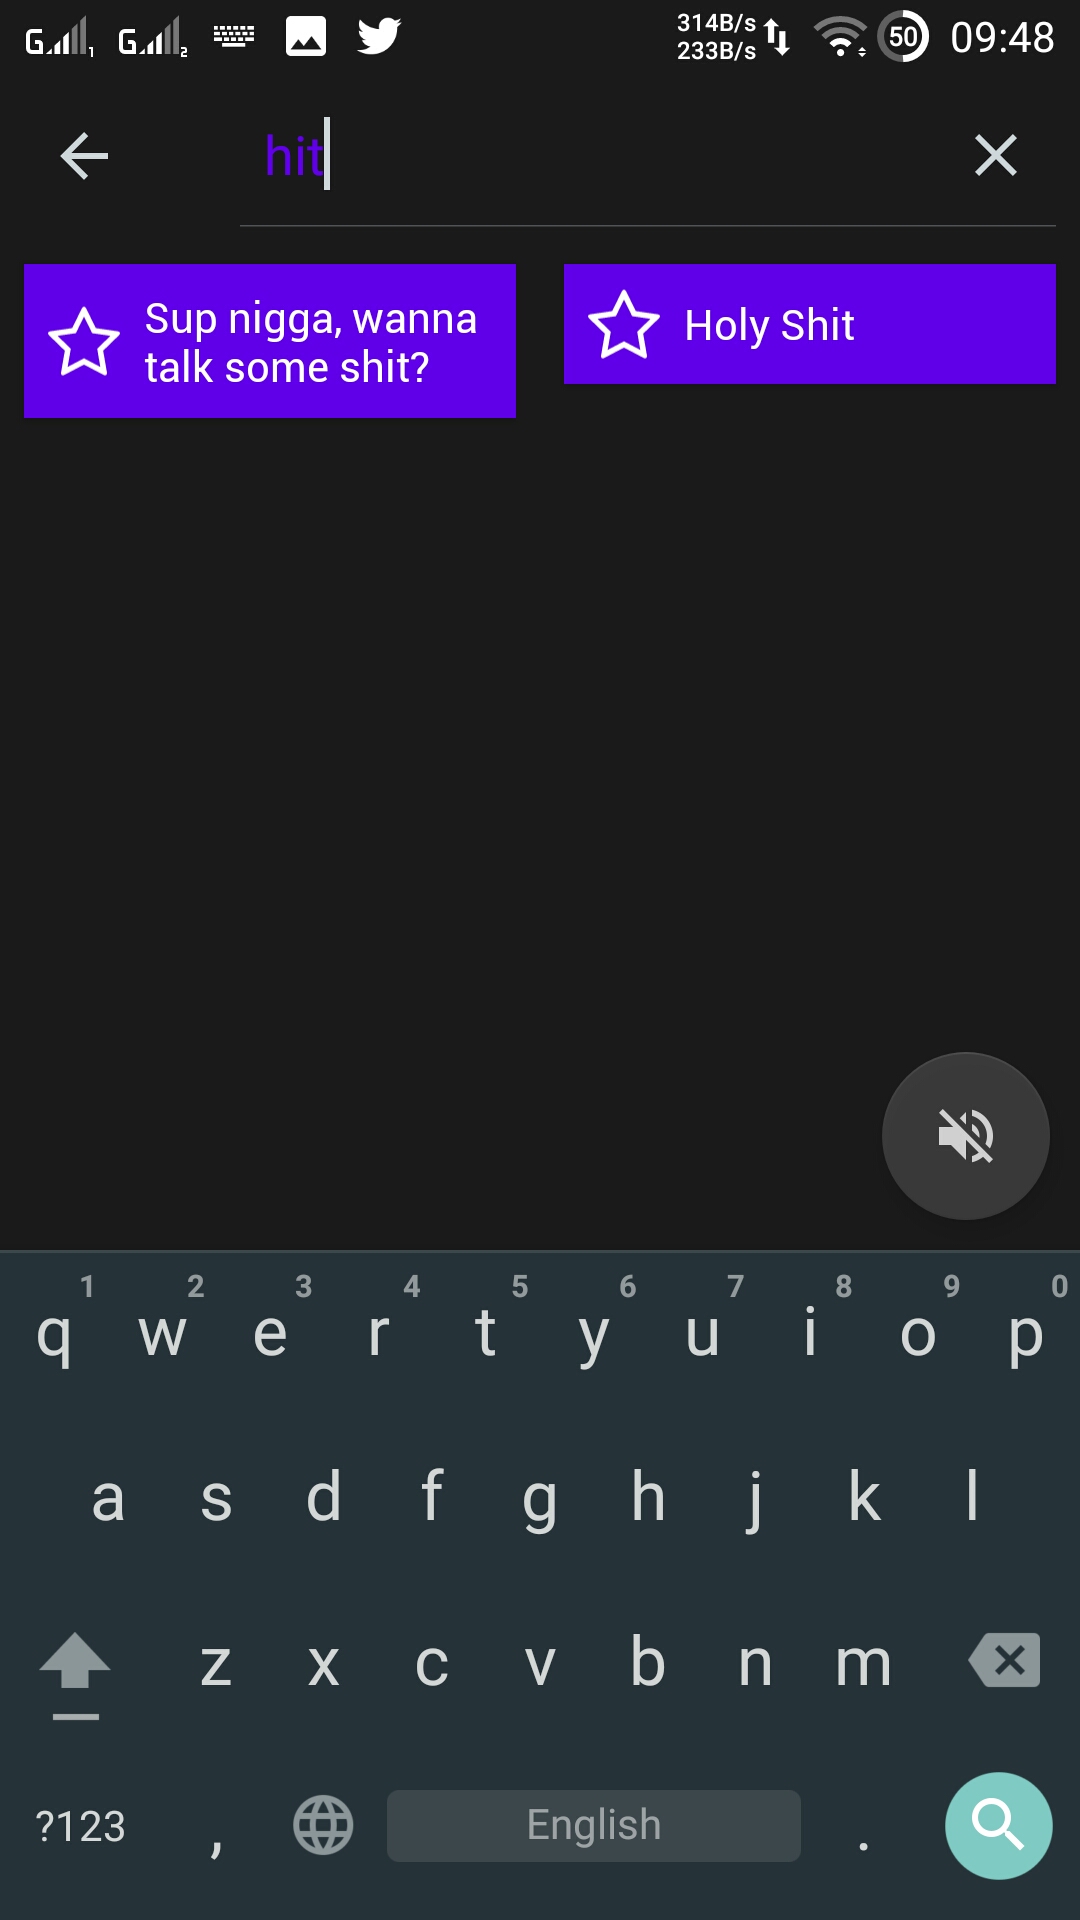 G 1 G 2 314B/s 50 09:48
233B/s
hit
Sup nigga, wanna
talk some shit?
Holy Shit
1 2 3 4 5 6 7 8 9 0
q w e r t y u i o p
a s d f g h j k l
z x c v b n m
?123 , English .